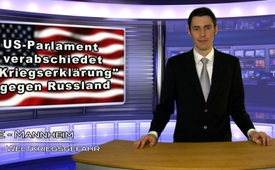 US-Parlament
verabschiedet
"Kriegserklärung"
gegen Russland
E - MANNHEIM
WELTKRIEGSGEFAHR